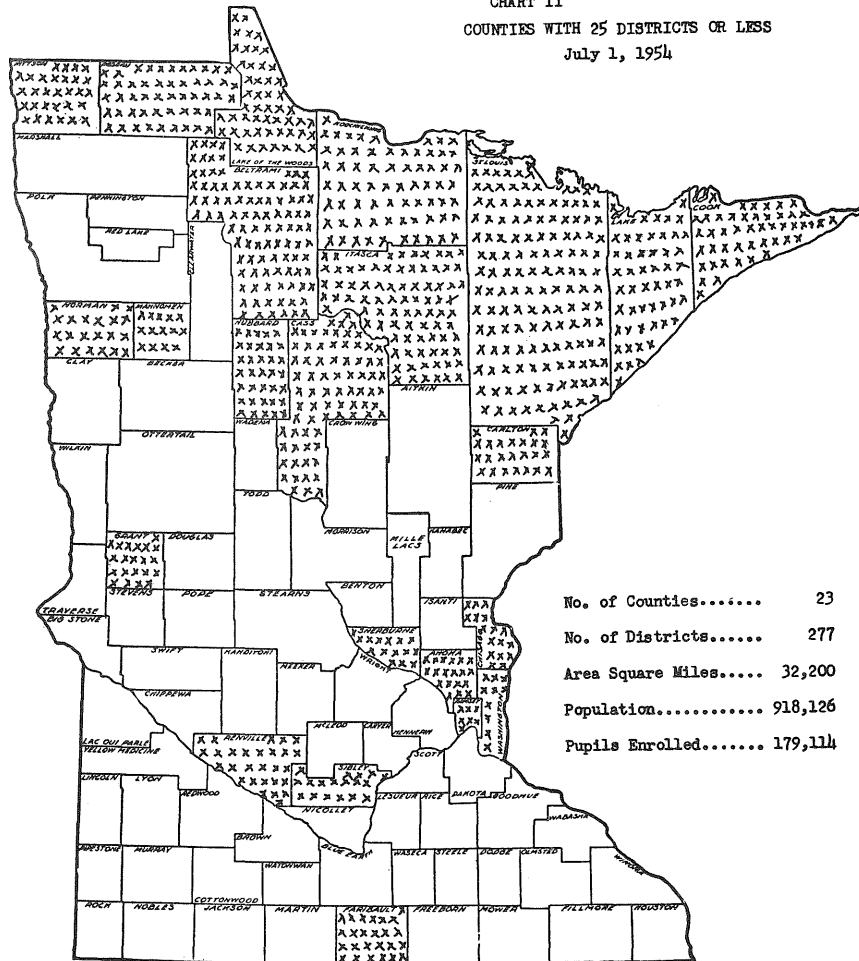 CHART II
COUNTIES WITH 25 DISTRICTS OR LESS
July 1, 1954
KITTSON
ROSEAU
KOOCHICHING
MARSHALL
LAKE OF THE WOODS
BELTRAMI
ST. LOUIS
LAKE
COOK
POLK
PENNINGTON
RED LAKE
CLEARWATER
ITASCA
NORMAN
MAHNOMEN
HUBBARD
CASS
CLAY
BECKER
AITKIN
WADENA
CROW WING
CARLTON
OTTERTAIL
WILKIN
PINE
TODD
MORRISON
MILLE
LACS
KANABEC
GRANT
DOUGLAS
BENTON
STEVENS
POPE
STEARNS
ISANTI
TRAVERSE
BIG STONE
SHERBURNE
CHISAGO
No. of Counties....... 23
No. of Districts...... 277
Area Square Miles..... 32,200
Population............ 918,126
Pupils Enrolled....... 179,114
SWIFT
KANDIYOHI
MEEKER
WRIGHT
ANOKA
RAMSEY
WASHINGTON
CHIPPEWA
MCLEOD
CARVER
HENNEPIN
LAC QUI PARLE
YELLOW MEDICINE
RENVILLE
SIBLEY
SCOTT
LINCOLN
LYON
REDWOOD
NICOLLET
LESUEUR
RICE
DAKOTA
GOODHUE
WABASHA
BROWN
PIPESTONE
MURRAY
WATONWAN
BLUE EARTH
WASECA
STEELE
DODGE
OLMSTED
WINONA
COTTONWOOD
ROCK
NOBLES
JACKSON
MARTIN
FARIBAULT
FREEBORN
MOWER
FILLMORE
HOUSTON